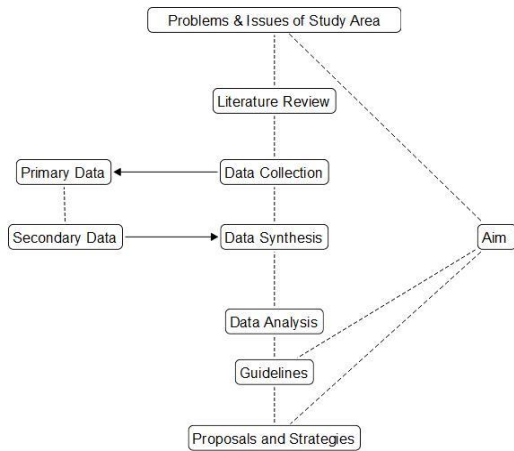 Problems & Issues of Study Area
Literature Review
Primary Data
Data Collection
Secondary Data
Data Synthesis
Aim
Data Analysis
Guidelines
Proposals and Strategies